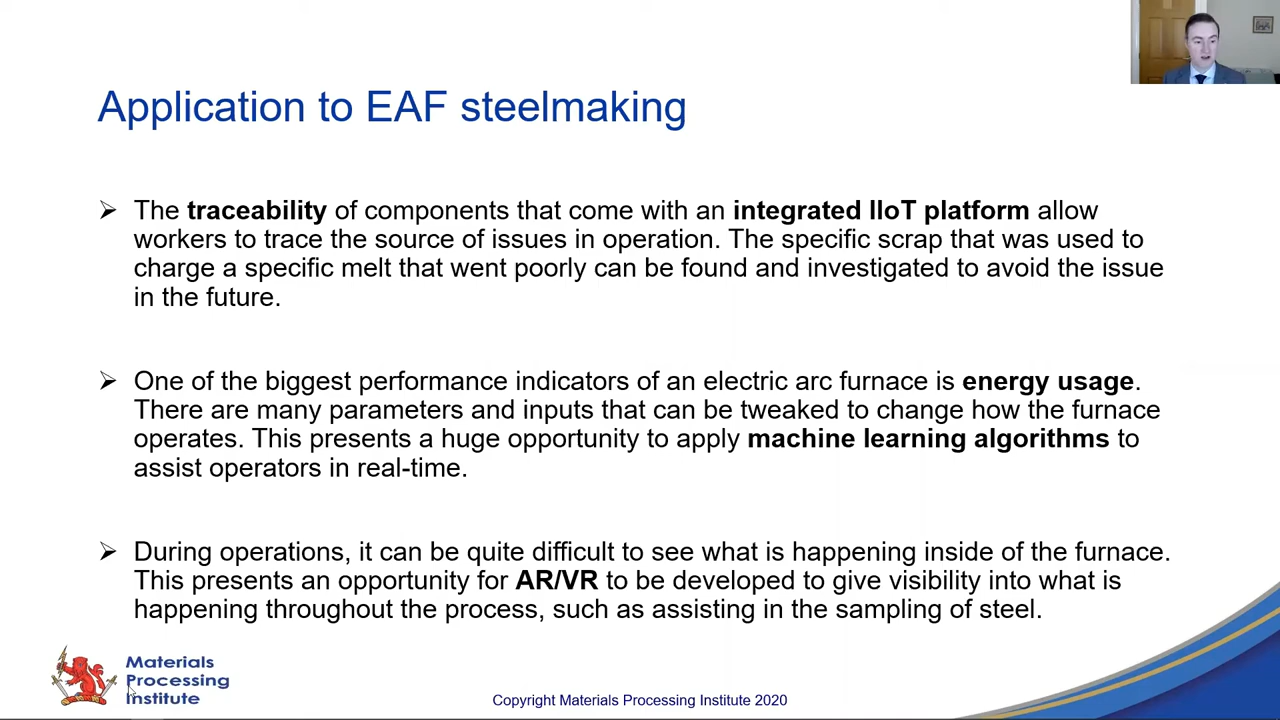 Application to EAF steelmaking
The traceability of components that come with an integrated IIoT platform allow
workers to trace the source of issues in operation. The specific scrap that was used to
charge a specific melt that went poorly can be found and investigated to avoid the issue
in the future.
One of the biggest performance indicators of an electric arc furnace is energy usage.
There are many parameters and inputs that can be tweaked to change how the furnace
operates. This presents a huge opportunity to apply machine learning algorithms to
assist operators in real-time.
During operations, it can be quite difficult to see what is happening inside of the furnace.
This presents an opportunity for AR/VR to be developed to give visibility into what is
happening throughout the process, such as assisting in the sampling of steel.
Materials
Processing
Institute
Copyright Materials Processing Institute 2020